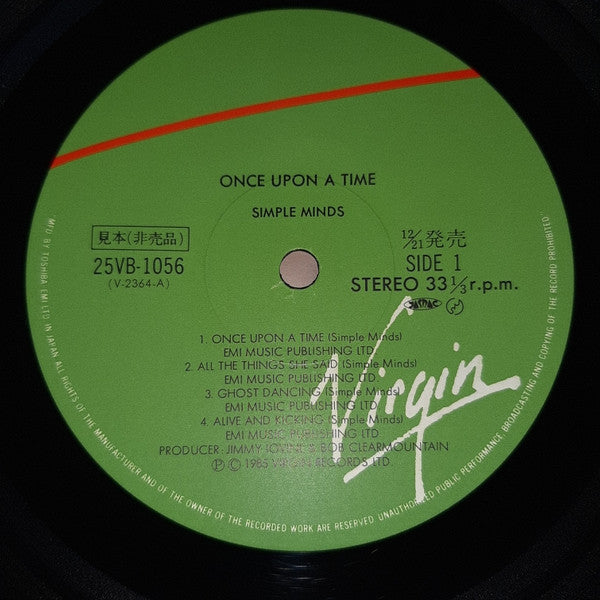 ONCE UPON A TIME
SIMPLE MINDS
見本(非売品)
25VB-1056
(V-2364-A)
12/21発売
SIDE 1
STEREO 33 1/3 r.p.m.
JASRAC
1. ONCE UPON A TIME (Simple Minds)
EMI MUSIC PUBLISHING LTD.
2. ALL THE THINGS SHE SAID (Simple Minds)
EMI MUSIC PUBLISHING LTD.
3. GHOST DANCING (Simple Minds)
EMI MUSIC PUBLISHING LTD
4. ALIVE AND KICKING (Simple Minds)
EMI MUSIC PUBLISHING LTD.
PRODUCER: JIMMY IOVINE & BOB CLEARMOUNTAIN
Ⓟ © 1985 VIRGIN RECORDS LTD.
Virgin
MFD. BY TOSHIBA EMI LTD IN JAPAN ALL RIGHTS OF THE MANUFACTURER AND OF THE OWNER OF THE RECORDED WORK ARE RESERVED. UNAUTHORIZED PUBLIC PERFORMANCE, BROADCASTING AND COPYING OF THE RECORD PROHIBITED